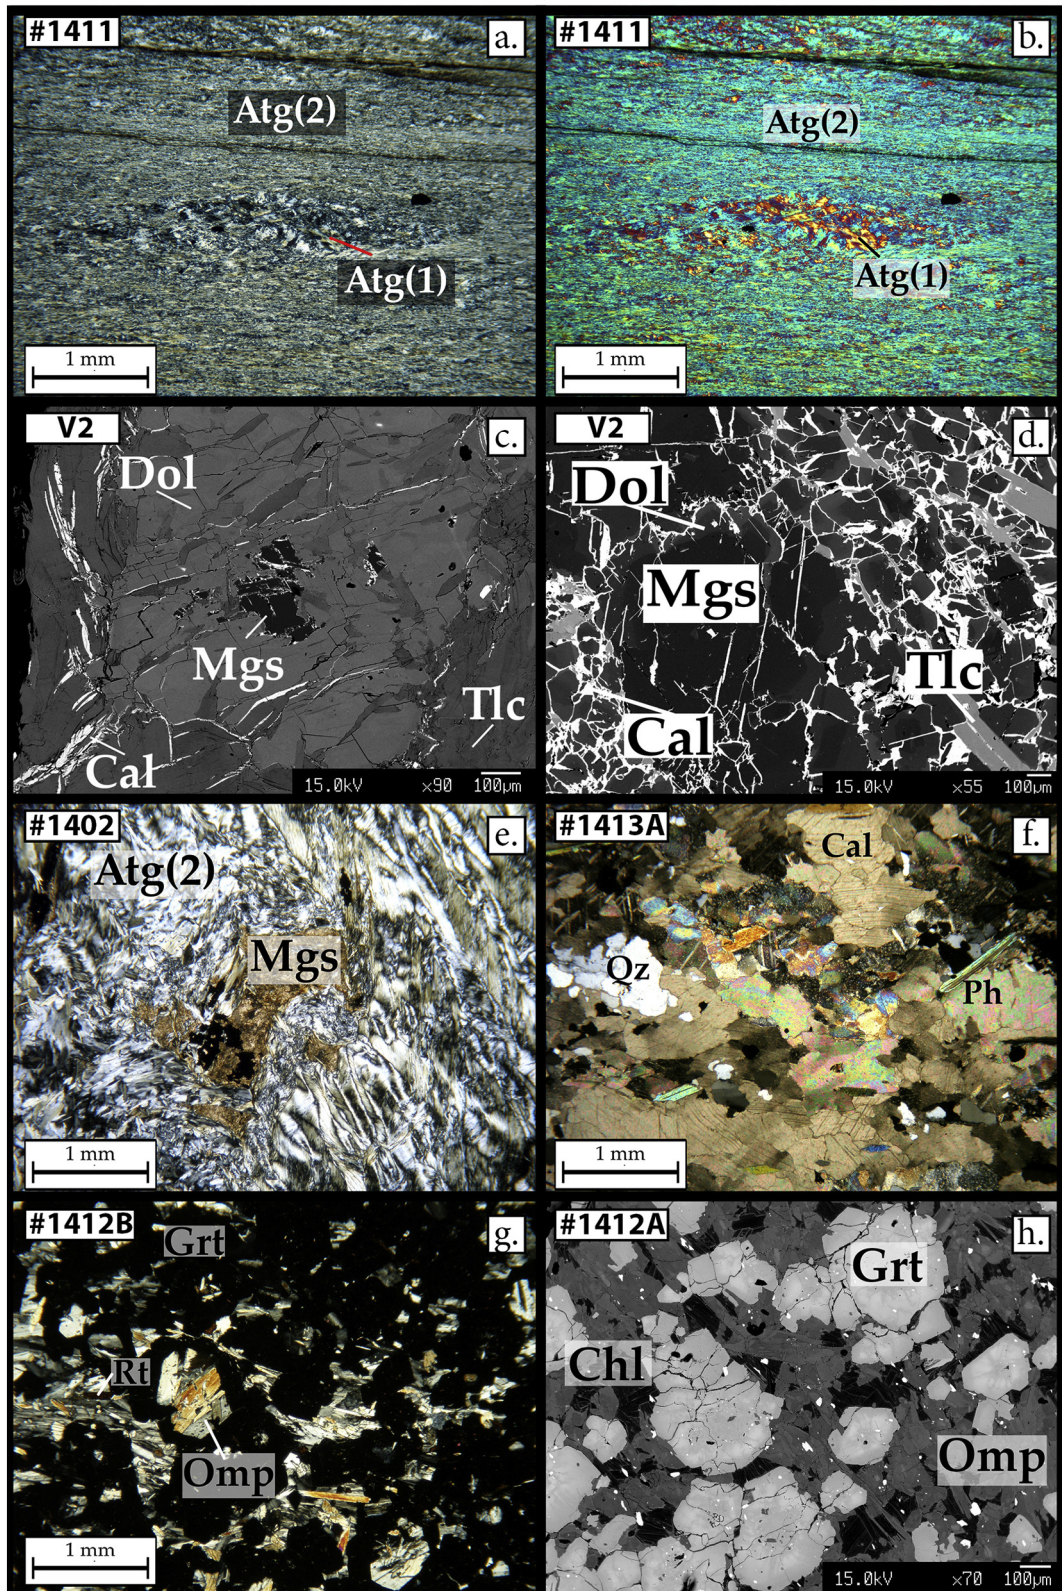 #1411
a.
Atg(2)
Atg(1)
1 mm
#1411
b.
Atg(2)
Atg(1)
1 mm
V2
c.
Dol
Mgs
Tlc
Cal
15.0kV ×90 100μm
V2
d.
Dol
Mgs
Tlc
Cal
15.0kV ×55 100μm
#1402
e.
Atg(2)
Mgs
1 mm
#1413A
f.
Cal
Qz
Ph
1 mm
#1412B
g.
Grt
Rt
Omp
1 mm
#1412A
h.
Grt
Chl
Omp
15.0kV ×70 100μm